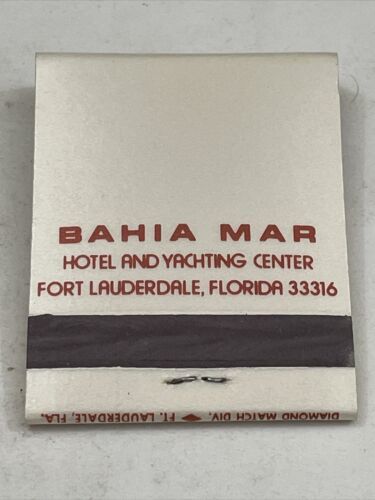 BAHIA MAR
HOTEL AND YACHTING CENTER
FORT LAUDERDALE, FLORIDA 33316
DIAMOND MATCH DIV. ♦ FT. LAUDERDALE, FLA.